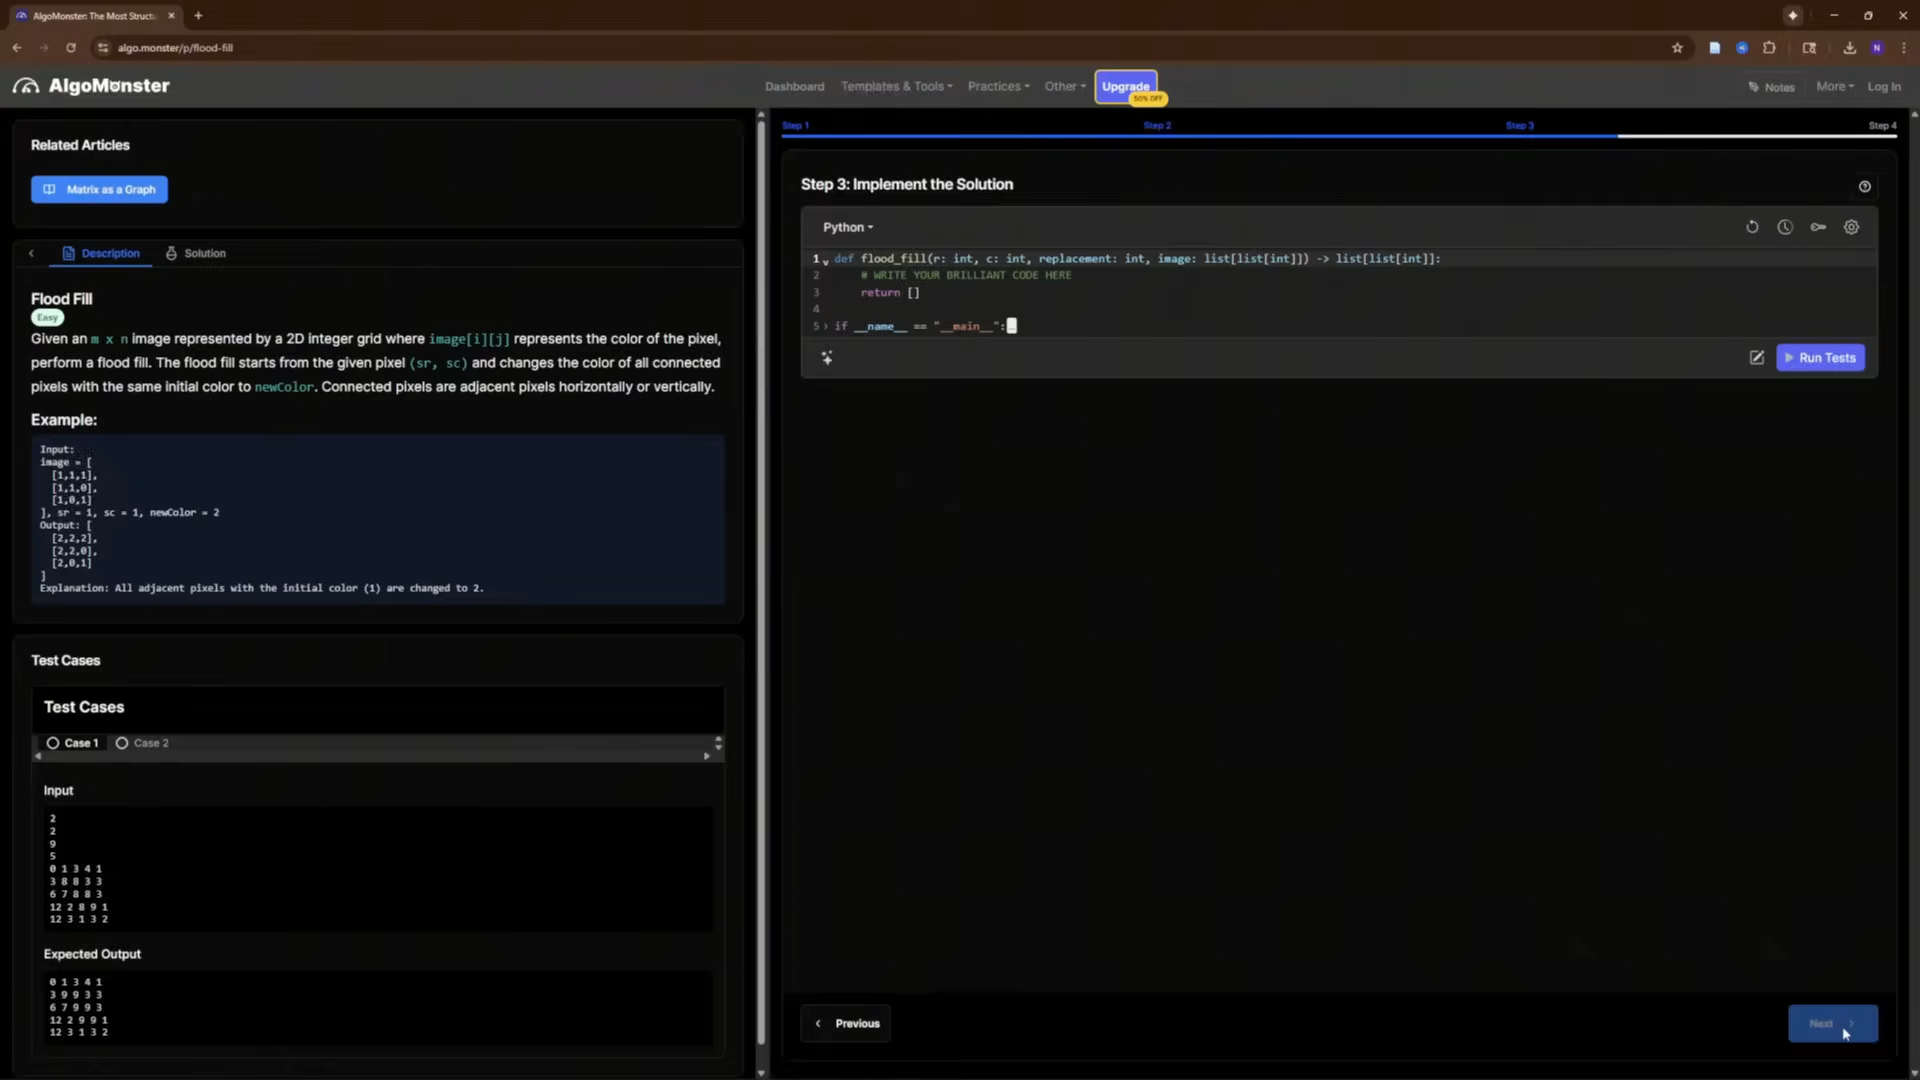 AlgoMonster: The Most Struct
algo.monster/p/flood-fill
N
AlgoMonster
Dashboard
Templates & Tools
Practices
Other
Upgrade
50% OFF
Notes
More
Log In
Related Articles
Matrix as a Graph
Description
Solution
Flood Fill
Easy
Given an m x n image represented by a 2D integer grid where image[i][j] represents the color of the pixel,
perform a flood fill. The flood fill starts from the given pixel (sr, sc) and changes the color of all connected
pixels with the same initial color to newColor. Connected pixels are adjacent pixels horizontally or vertically.
Example:
Input:
image = [
[1,1,1],
[1,1,0],
[1,0,1]
], sr = 1, sc = 1, newColor = 2
Output: [
[2,2,2],
[2,2,0],
[2,0,1]
]
Explanation: All adjacent pixels with the initial color (1) are changed to 2.
Test Cases
Test Cases
Case 1
Case 2
Input
2
2
9
5
0 1 3 4 1
3 8 8 3 3
6 7 8 8 3
12 2 8 9 1
12 3 1 3 2
Expected Output
0 1 3 4 1
3 9 9 3 3
6 7 9 9 3
12 2 9 9 1
12 3 1 3 2
Step 1
Step 2
Step 3
Step 4
Step 3: Implement the Solution
Python
1 def flood_fill(r: int, c: int, replacement: int, image: list[list[int]]) -> list[list[int]]:
2 # WRITE YOUR BRILLIANT CODE HERE
3 return []
4
5 if __name__ == "__main__":
Run Tests
Previous
Next